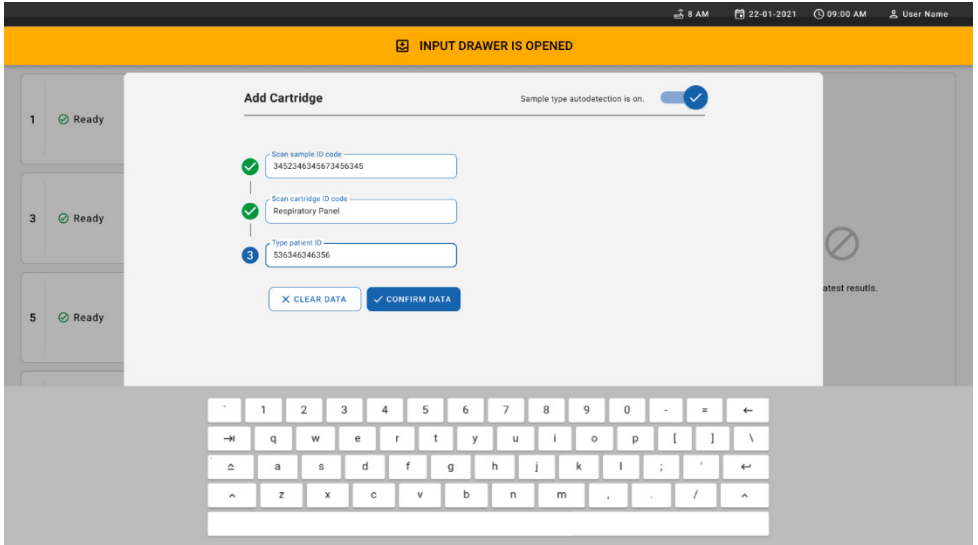 8 AM 22-01-2021 09:00 AM User Name
INPUT DRAWER IS OPENED
Add Cartridge
Sample type autodetection is on.
1 Ready
Scan sample ID code
3452346345673456345
Scan cartridge ID code
Respiratory Panel
3 Ready
Type patient ID
3 536346346356
atest resutls.
CLEAR DATA
CONFIRM DATA
5 Ready
` 1 2 3 4 5 6 7 8 9 0 - =
q w e r t y u i o p [ ] \
a s d f g h j k l ; '
z x c v b n m , . /